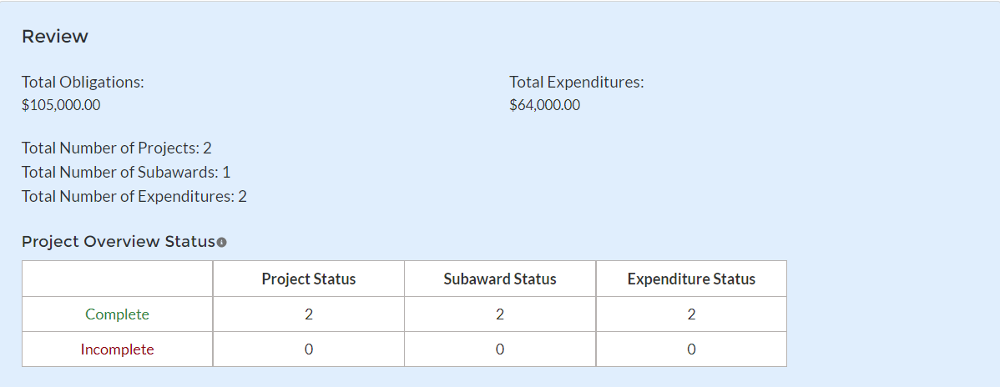 Review
Total Obligations:
$105,000.00
Total Expenditures:
$64,000.00
Total Number of Projects: 2
Total Number of Subawards: 1
Total Number of Expenditures: 2
Project Overview Status
Project Status Subaward Status Expenditure Status
Complete 2 2 2
Incomplete 0 0 0